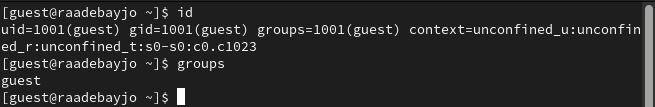 [guest@raadebayjo ~]$ id
uid=1001(guest) gid=1001(guest) groups=1001(guest) context=unconfined_u:unconfin
ed_r:unconfined_t:s0-s0:c0.c1023
[guest@raadebayjo ~]$ groups
guest
[guest@raadebayjo ~]$